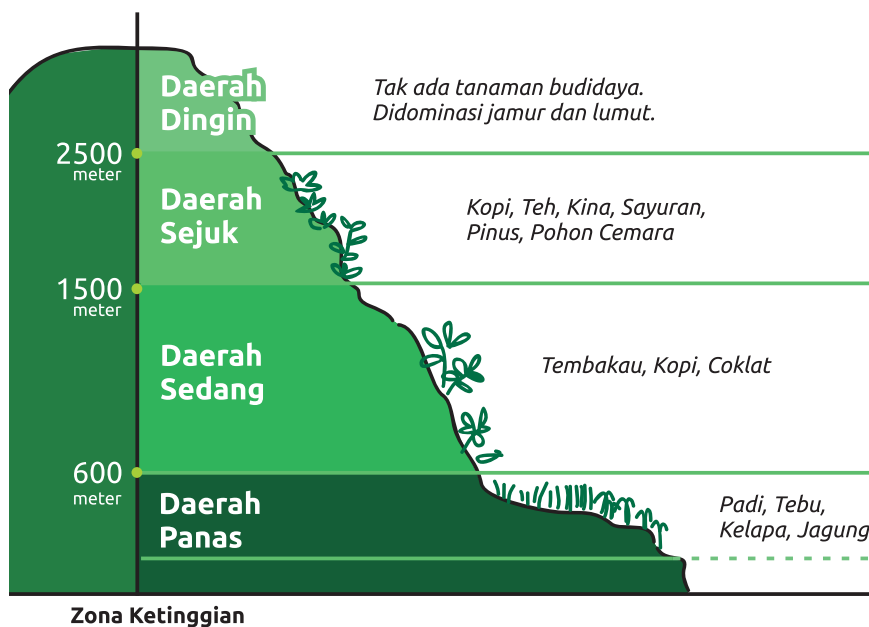 Daerah
Dingin
Tak ada tanaman budidaya.
Didominasi jamur dan lumut.
2500
meter
Daerah
Sejuk
Kopi, Teh, Kina, Sayuran,
Pinus, Pohon Cemara
1500
meter
Daerah
Sedang
Tembakau, Kopi, Coklat
600
meter
Daerah
Panas
Padi, Tebu,
Kelapa, Jagung
Zona Ketinggian